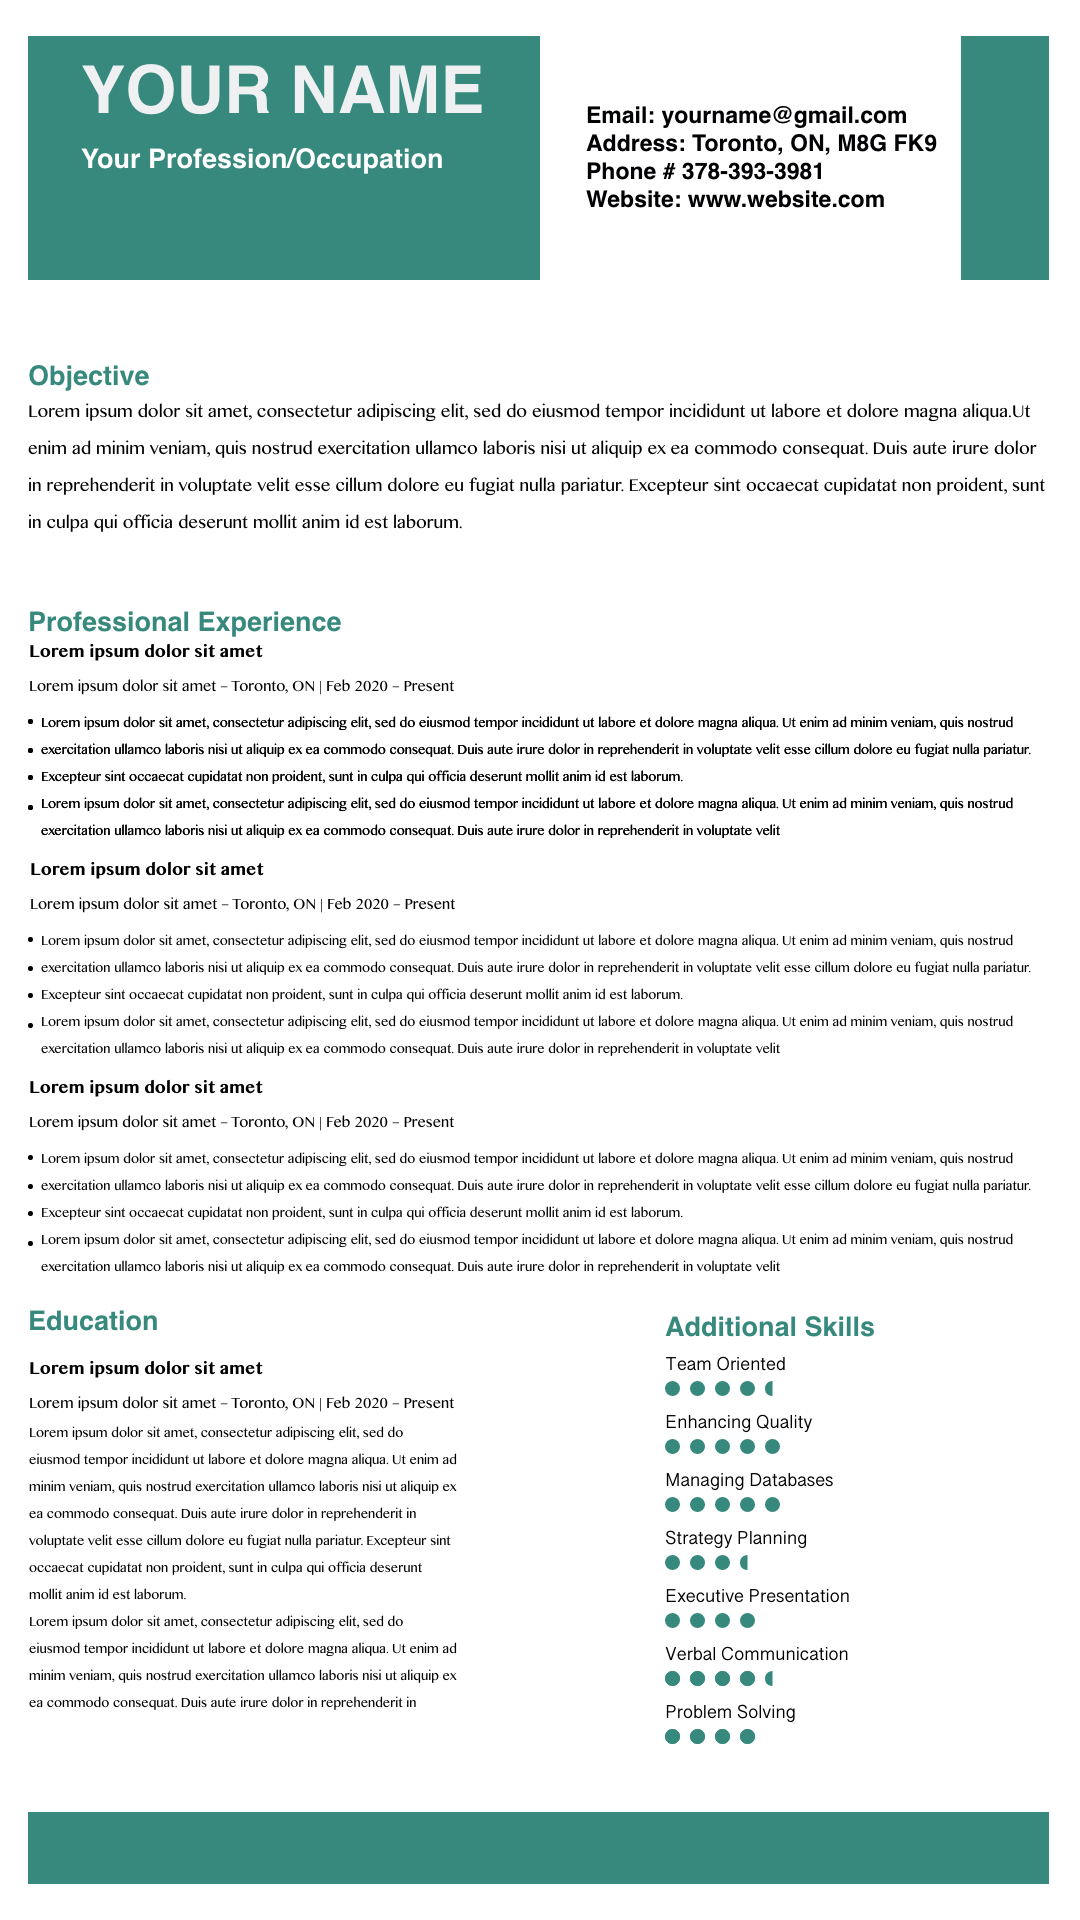 YOUR NAME
Your Profession/Occupation
Email: yourname@gmail.com
Address: Toronto, ON, M8G FK9
Phone # 378-393-3981
Website: www.website.com
Objective
Lorem ipsum dolor sit amet, consectetur adipiscing elit, sed do eiusmod tempor incididunt ut labore et dolore magna aliqua.Ut
enim ad minim veniam, quis nostrud exercitation ullamco laboris nisi ut aliquip ex ea commodo consequat. Duis aute irure dolor
in reprehenderit in voluptate velit esse cillum dolore eu fugiat nulla pariatur. Excepteur sint occaecat cupidatat non proident, sunt
in culpa qui officia deserunt mollit anim id est laborum.
Professional Experience
Lorem ipsum dolor sit amet
Lorem ipsum dolor sit amet – Toronto, ON | Feb 2020 – Present
• Lorem ipsum dolor sit amet, consectetur adipiscing elit, sed do eiusmod tempor incididunt ut labore et dolore magna aliqua. Ut enim ad minim veniam, quis nostrud
• exercitation ullamco laboris nisi ut aliquip ex ea commodo consequat. Duis aute irure dolor in reprehenderit in voluptate velit esse cillum dolore eu fugiat nulla pariatur.
• Excepteur sint occaecat cupidatat non proident, sunt in culpa qui officia deserunt mollit anim id est laborum.
• Lorem ipsum dolor sit amet, consectetur adipiscing elit, sed do eiusmod tempor incididunt ut labore et dolore magna aliqua. Ut enim ad minim veniam, quis nostrud
exercitation ullamco laboris nisi ut aliquip ex ea commodo consequat. Duis aute irure dolor in reprehenderit in voluptate velit
Lorem ipsum dolor sit amet
Lorem ipsum dolor sit amet – Toronto, ON | Feb 2020 – Present
• Lorem ipsum dolor sit amet, consectetur adipiscing elit, sed do eiusmod tempor incididunt ut labore et dolore magna aliqua. Ut enim ad minim veniam, quis nostrud
• exercitation ullamco laboris nisi ut aliquip ex ea commodo consequat. Duis aute irure dolor in reprehenderit in voluptate velit esse cillum dolore eu fugiat nulla pariatur.
• Excepteur sint occaecat cupidatat non proident, sunt in culpa qui officia deserunt mollit anim id est laborum.
• Lorem ipsum dolor sit amet, consectetur adipiscing elit, sed do eiusmod tempor incididunt ut labore et dolore magna aliqua. Ut enim ad minim veniam, quis nostrud
exercitation ullamco laboris nisi ut aliquip ex ea commodo consequat. Duis aute irure dolor in reprehenderit in voluptate velit
Lorem ipsum dolor sit amet
Lorem ipsum dolor sit amet – Toronto, ON | Feb 2020 – Present
• Lorem ipsum dolor sit amet, consectetur adipiscing elit, sed do eiusmod tempor incididunt ut labore et dolore magna aliqua. Ut enim ad minim veniam, quis nostrud
• exercitation ullamco laboris nisi ut aliquip ex ea commodo consequat. Duis aute irure dolor in reprehenderit in voluptate velit esse cillum dolore eu fugiat nulla pariatur.
• Excepteur sint occaecat cupidatat non proident, sunt in culpa qui officia deserunt mollit anim id est laborum.
• Lorem ipsum dolor sit amet, consectetur adipiscing elit, sed do eiusmod tempor incididunt ut labore et dolore magna aliqua. Ut enim ad minim veniam, quis nostrud
exercitation ullamco laboris nisi ut aliquip ex ea commodo consequat. Duis aute irure dolor in reprehenderit in voluptate velit
Education
Lorem ipsum dolor sit amet
Lorem ipsum dolor sit amet – Toronto, ON | Feb 2020 – Present
Lorem ipsum dolor sit amet, consectetur adipiscing elit, sed do
eiusmod tempor incididunt ut labore et dolore magna aliqua. Ut enim ad
minim veniam, quis nostrud exercitation ullamco laboris nisi ut aliquip ex
ea commodo consequat. Duis aute irure dolor in reprehenderit in
voluptate velit esse cillum dolore eu fugiat nulla pariatur. Excepteur sint
occaecat cupidatat non proident, sunt in culpa qui officia deserunt
mollit anim id est laborum.
Lorem ipsum dolor sit amet, consectetur adipiscing elit, sed do
eiusmod tempor incididunt ut labore et dolore magna aliqua. Ut enim ad
minim veniam, quis nostrud exercitation ullamco laboris nisi ut aliquip ex
ea commodo consequat. Duis aute irure dolor in reprehenderit in
Additional Skills
Team Oriented
Enhancing Quality
Managing Databases
Strategy Planning
Executive Presentation
Verbal Communication
Problem Solving